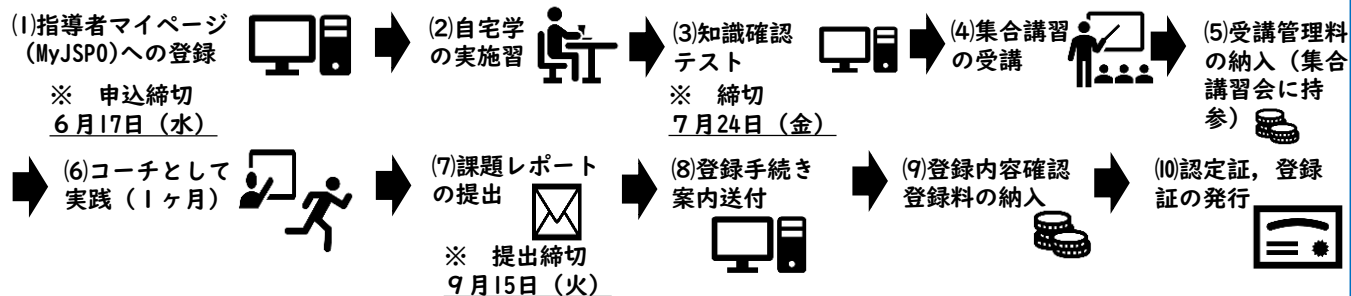 ⑴指導者マイページ
(MyJSPO)への登録
※ 申込締切
6月17日(水)
⑵自宅学
の実施習
⑶知識確認
テスト
※ 締切
7月24日(金)
⑷集合講習
の受講
⑸受講管理料
の納入(集合
講習会に持
参)
⑹コーチとして
実践(1ヶ月)
⑺課題レポート
の提出
※ 提出締切
9月15日(火)
⑻登録手続き
案内送付
⑼登録内容確認
登録料の納入
⑽認定証,登録
証の発行